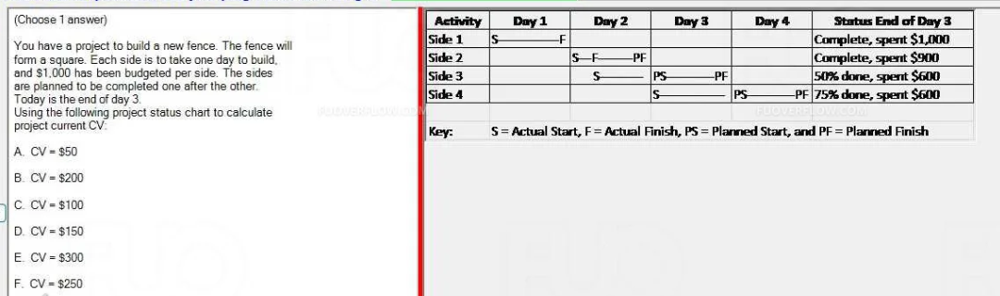 (Choose 1 answer)
You have a project to build a new fence. The fence will
form a square. Each side is to take one day to build,
and $1,000 has been budgeted per side. The sides
are planned to be completed one after the other.
Today is the end of day 3.
Using the following project status chart to calculate
project current CV:
A. CV = $50
B. CV = $200
C. CV = $100
D. CV = $150
E. CV = $300
F. CV = $250
Activity Day 1 Day 2 Day 3 Day 4 Status End of Day 3
Side 1 S F Complete, spent $1,000
Side 2 S F PF Complete, spent $900
Side 3 S PS PF 50% done, spent $600
Side 4 S PS PF 75% done, spent $600
Key: S = Actual Start, F = Actual Finish, PS = Planned Start, and PF = Planned Finish